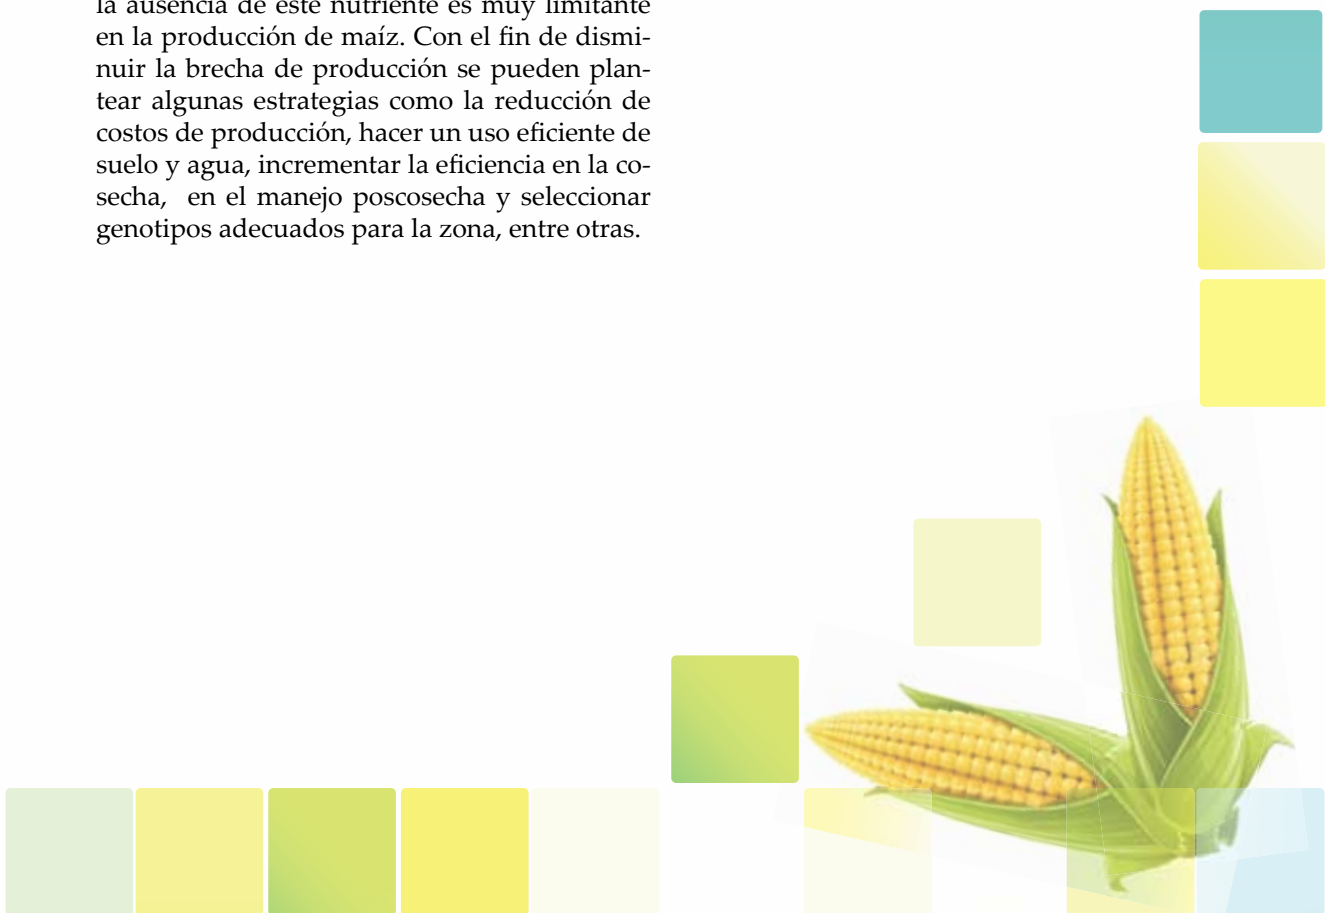 la ausencia de este nutriente es muy limitante
en la producción de maíz. Con el fin de dismi-
nuir la brecha de producción se pueden plan-
tear algunas estrategias como la reducción de
costos de producción, hacer un uso eficiente de
suelo y agua, incrementar la eficiencia en la co-
secha,  en el manejo poscosecha y seleccionar
genotipos adecuados para la zona, entre otras.